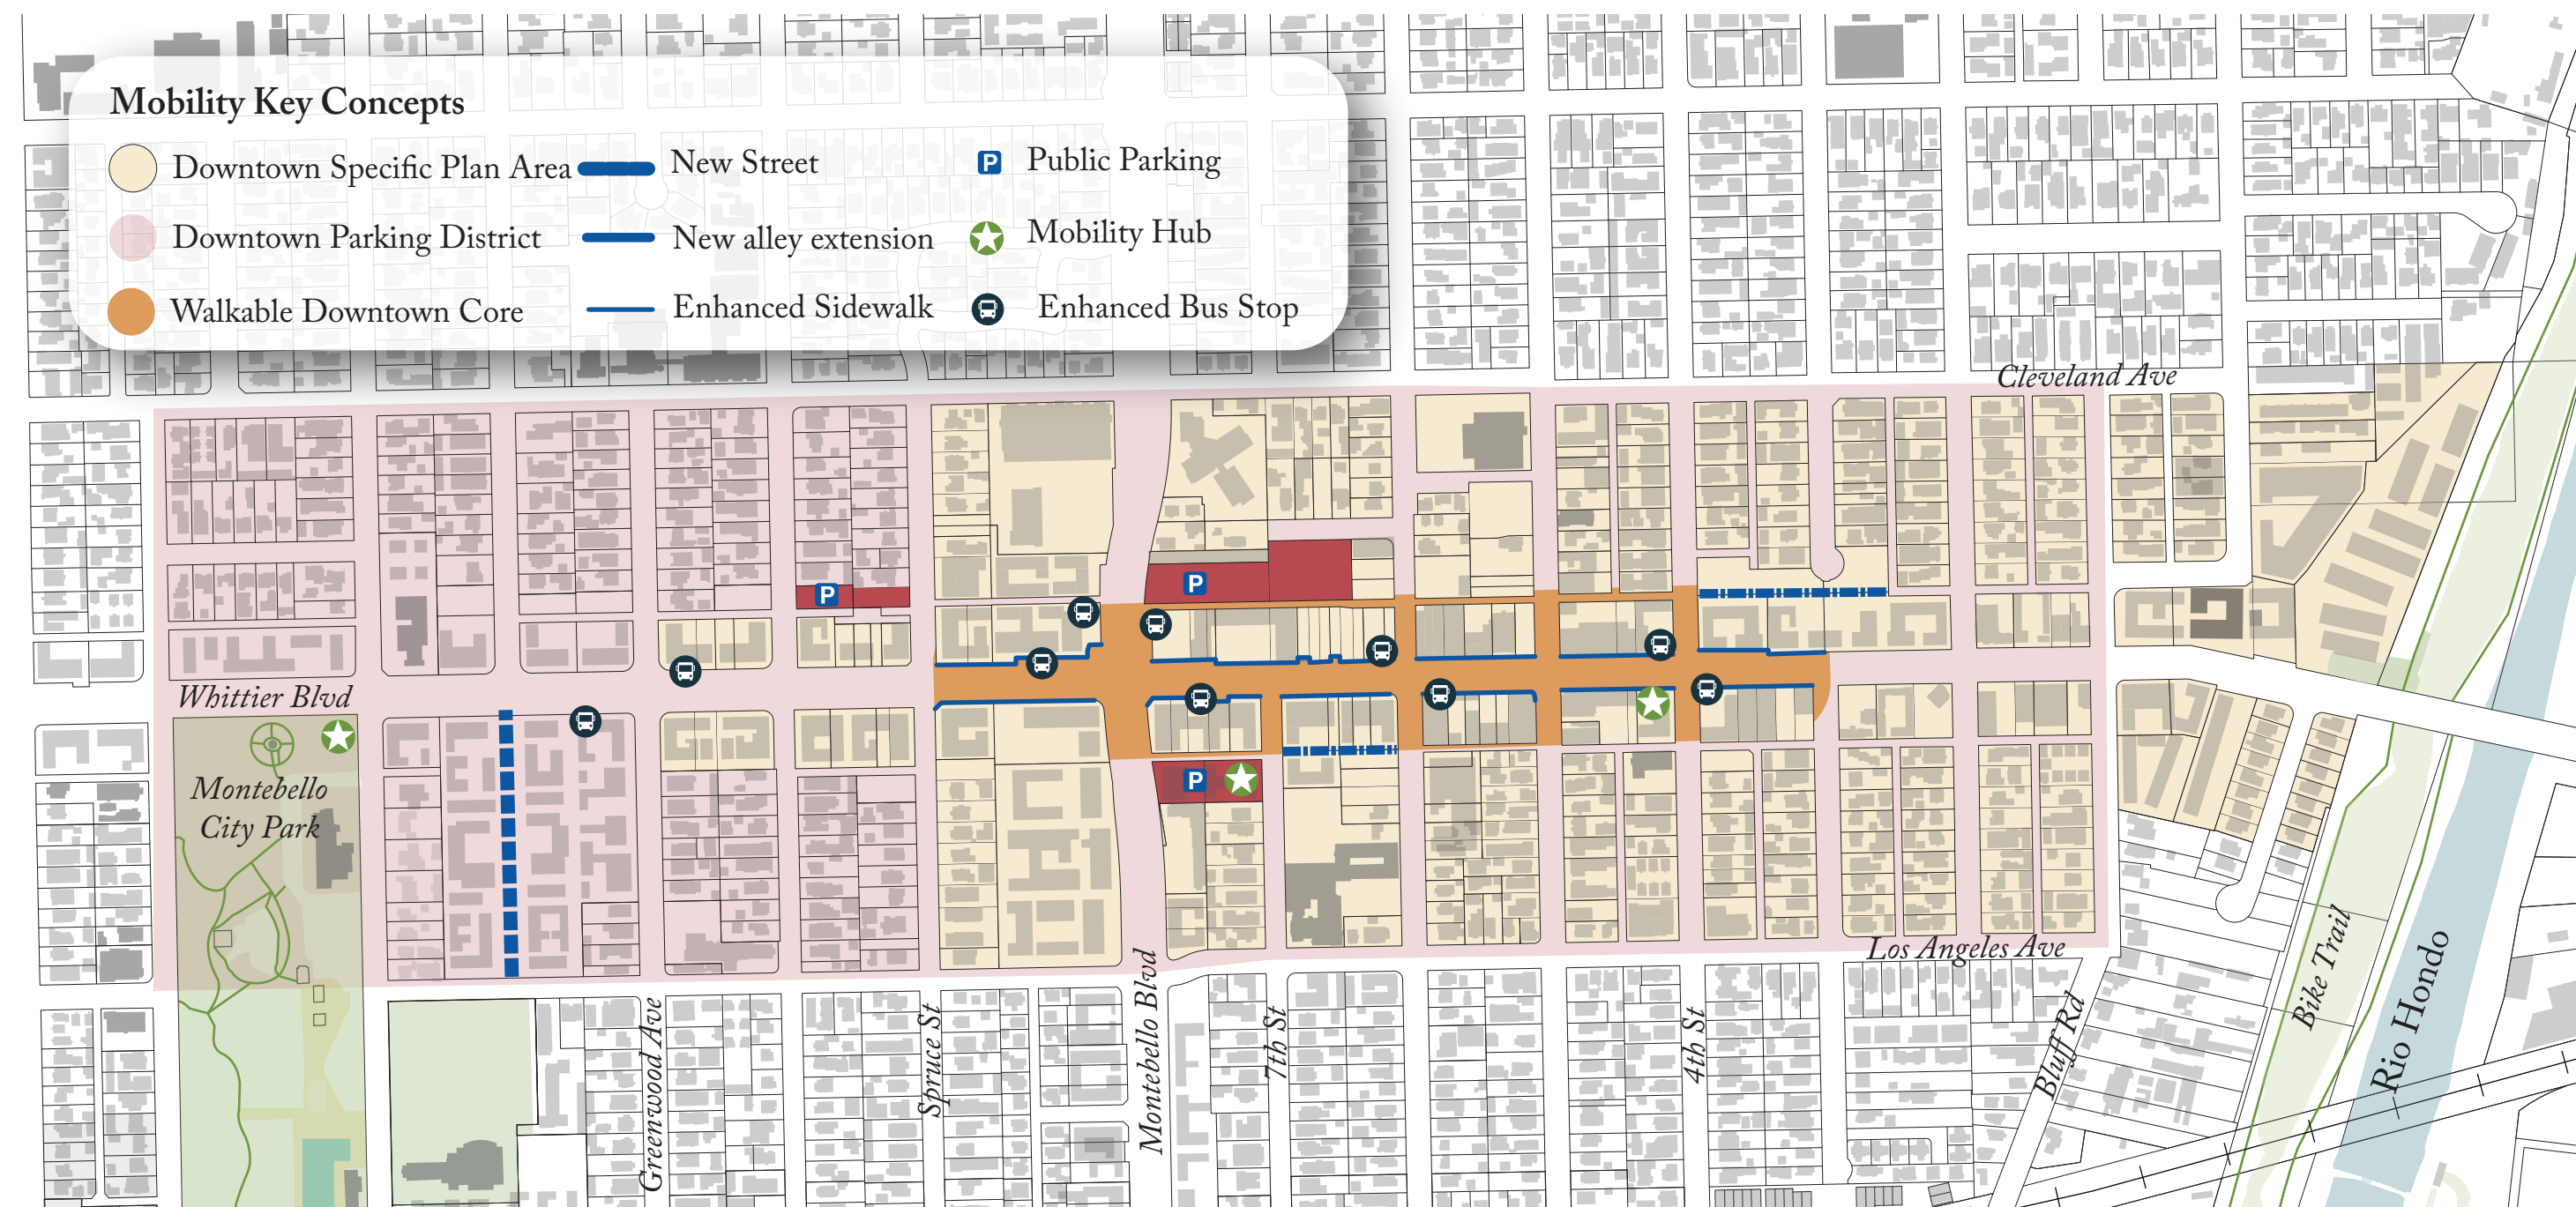 Mobility Key Concepts
Downtown Specific Plan Area
New Street
P
Public Parking
Downtown Parking District
New alley extension
Mobility Hub
Walkable Downtown Core
Enhanced Sidewalk
Enhanced Bus Stop
Cleveland Ave
P
P
Whittier Blvd
P
Montebello
City Park
Los Angeles Ave
Greenwood Ave
Spruce St
Montebello Blvd
7th St
4th St
Bluff Rd
Bike Trail
Rio Hondo